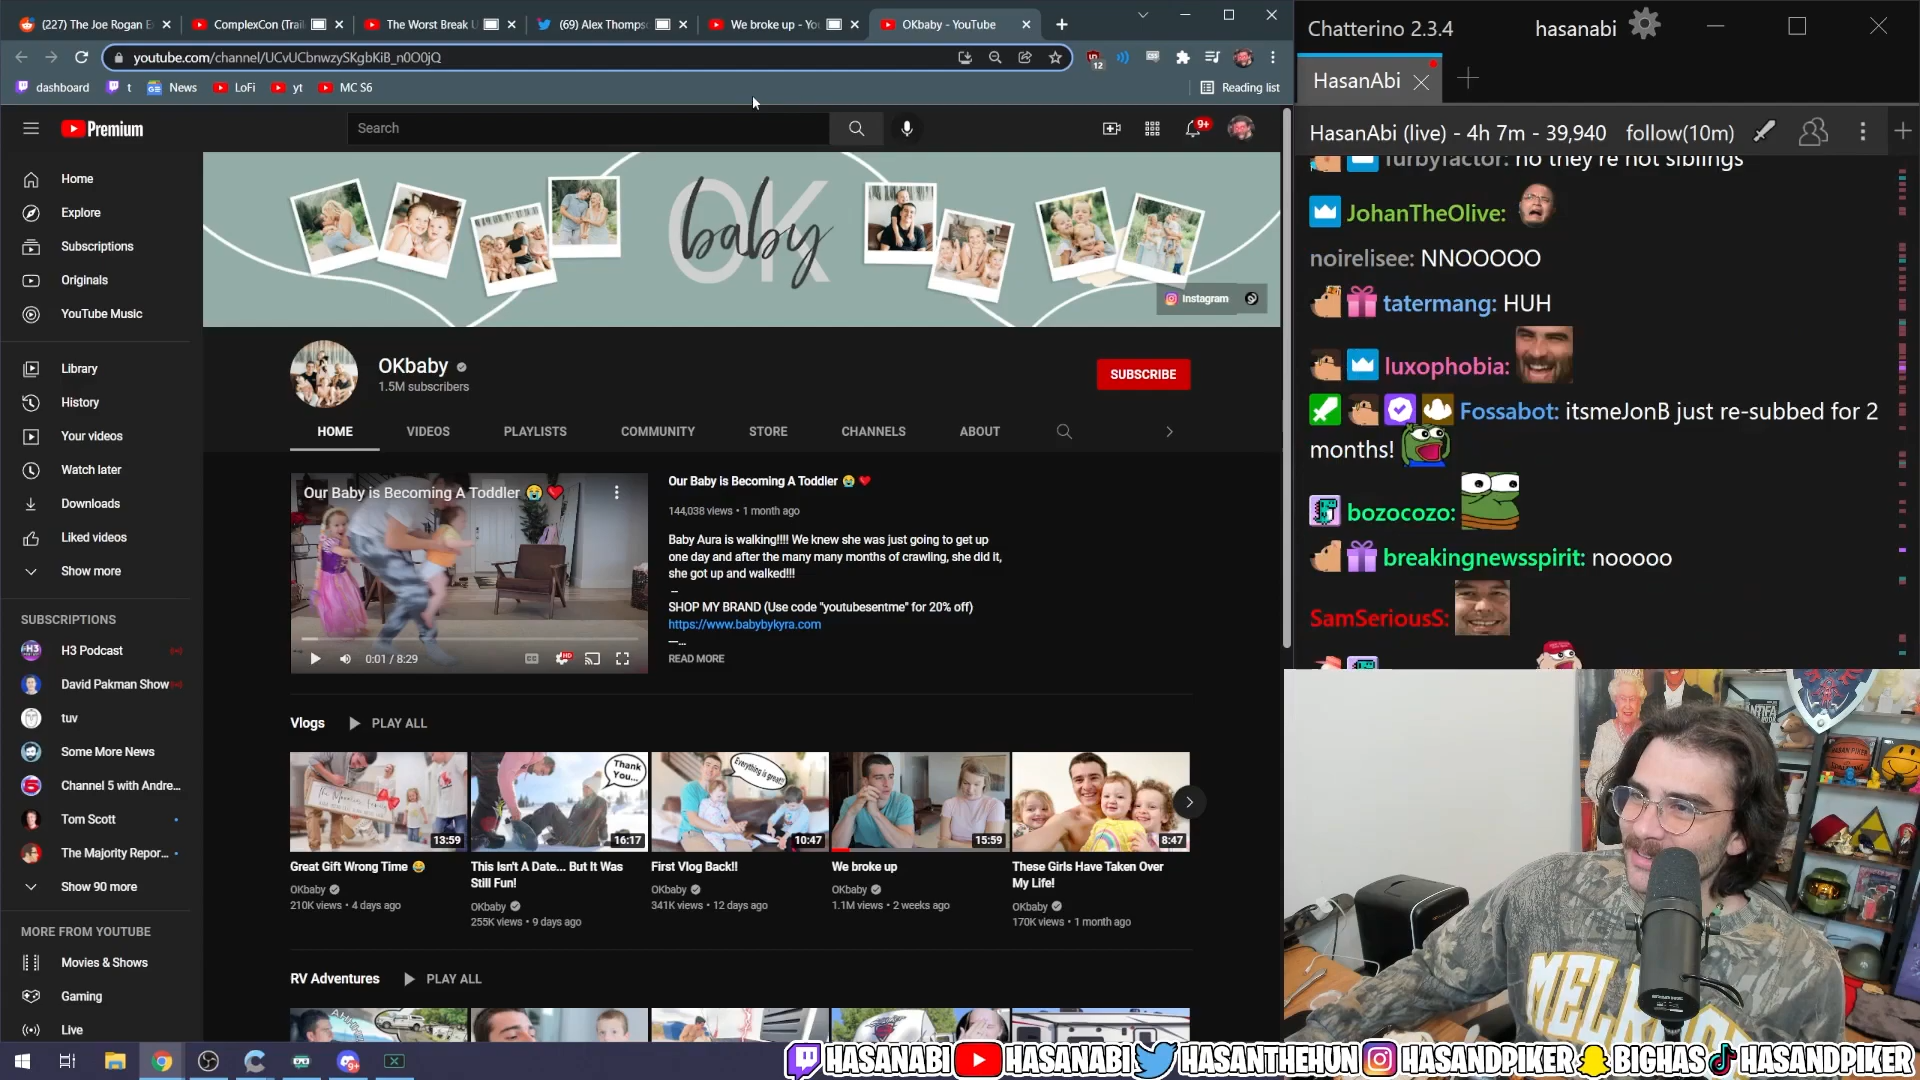 (227) The Joe Rogan E
ComplexCon (Trail
The Worst Break U
(69) Alex Thomps
We broke up - Yo
OKbaby - YouTube
youtube.com/channel/UCvUCbnwzySKgbKiB_n0O0jQ
12
dashboard
t
News
LoFi
yt
MC S6
Reading list
Premium
Search
9+
Home
Explore
Subscriptions
Originals
YouTube Music
Library
History
Your videos
Watch later
Downloads
Liked videos
Show more
SUBSCRIPTIONS
H3 Podcast
David Pakman Show
tuv
Some More News
Channel 5 with Andre...
Tom Scott
The Majority Repor...
Show 90 more
MORE FROM YOUTUBE
Movies & Shows
Gaming
Live
OK
baby
Instagram
OKbaby
1.5M subscribers
SUBSCRIBE
HOME
VIDEOS
PLAYLISTS
COMMUNITY
STORE
CHANNELS
ABOUT
Our Baby is Becoming A Toddler 😭 ❤️
0:01 / 8:29
Our Baby is Becoming A Toddler 😭 ❤️
144,038 views • 1 month ago
Baby Aura is walking!!!! We knew she was just going to get up
one day and after the many many months of crawling, she did it,
she got up and walked!!!
--
SHOP MY BRAND (Use code "youtubesentme" for 20% off)
https://www.babybykyra.com
---...
READ MORE
Vlogs
PLAY ALL
13:59
Great Gift Wrong Time 😂
OKbaby
210K views • 4 days ago
Thank
You...
16:17
This Isn't A Date... But It Was
Still Fun!
OKbaby
255K views • 9 days ago
Everything is great!!
10:47
First Vlog Back!!
OKbaby
341K views • 12 days ago
15:59
We broke up
OKbaby
1.1M views • 2 weeks ago
8:47
These Girls Have Taken Over
My Life!
OKbaby
170K views • 1 month ago
RV Adventures
PLAY ALL
Chatterino 2.3.4
hasanabi
HasanAbi
HasanAbi (live) - 4h 7m - 39,940
follow(10m)
furbyfactor: no they're not siblings
JohanTheOlive:
noirelisee: NNOOOOO
tatermang: HUH
luxophobia:
Fossabot: itsmeJonB just re-subbed for 2
months!
bozocozo:
breakingnewsspirit: nooooo
SamSeriousS:
HASANABI
HASANABI
HASANTHEHUN
HASANDPIKER
BIGHAS
HASANDPIKER